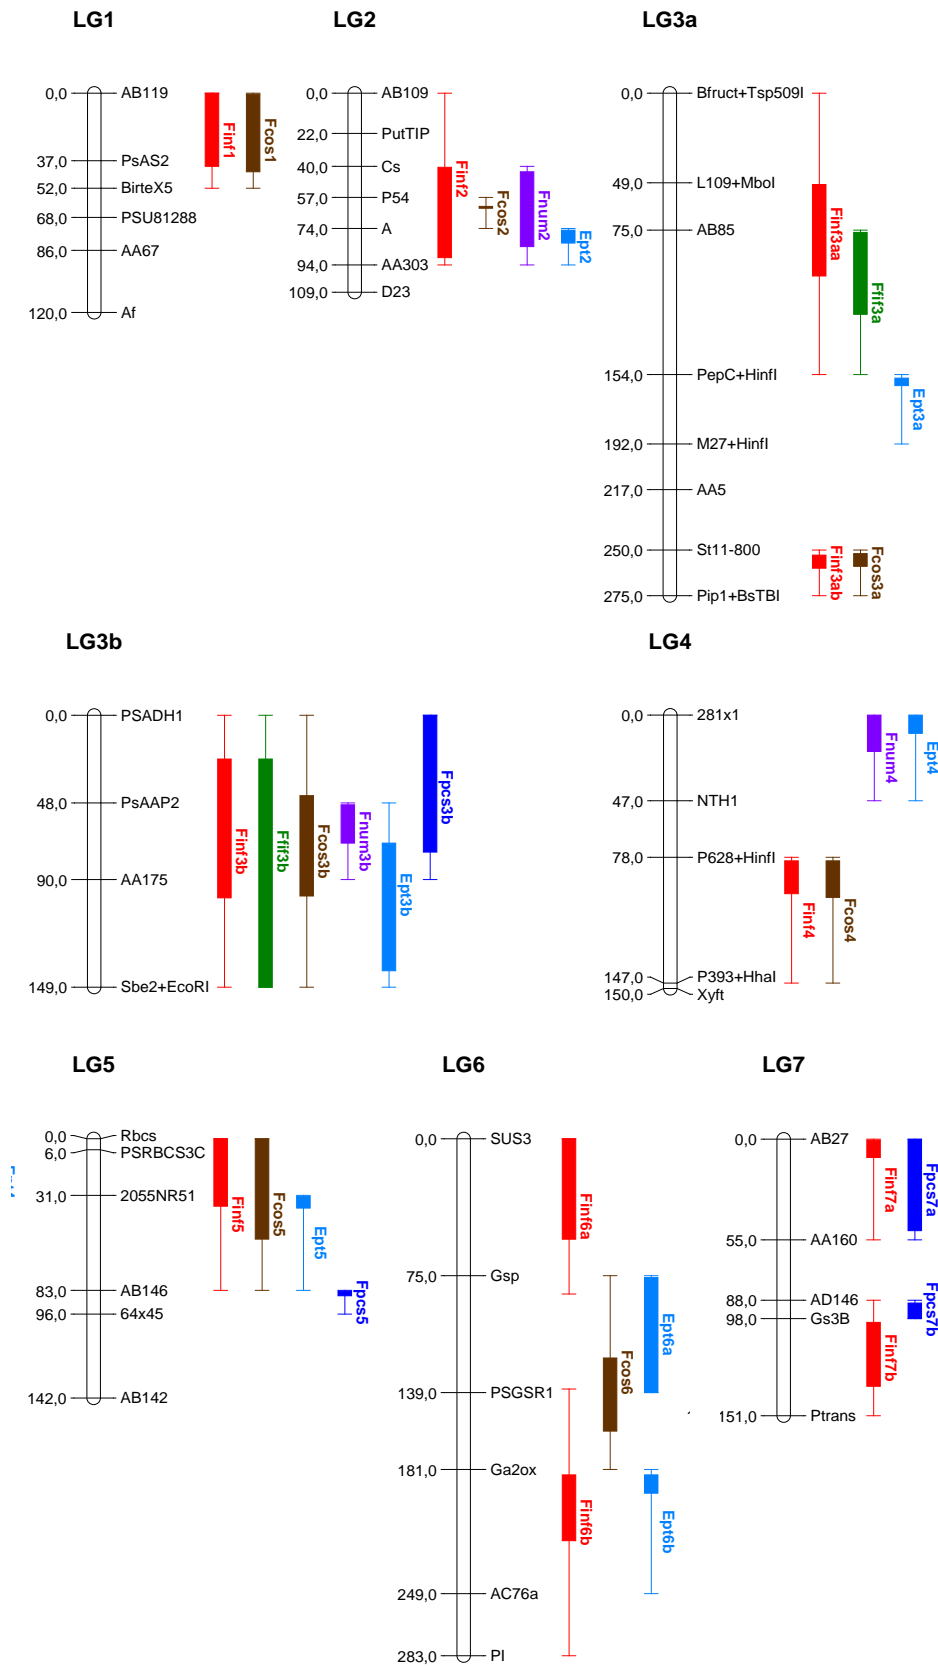 LG1
LG2
LG3a
0,0 AB119
37,0 PsAS2
52,0 BirteX5
68,0 PSU81288
86,0 AA67
120,0 Af
Finf1
Fcos1
0,0 AB109
22,0 PutTIP
40,0 Cs
57,0 P54
74,0 A
94,0 AA303
109,0 D23
Finf2
Fcos2
Fnum2
Ept2
0,0 Bfruct+Tsp509I
49,0 L109+MboI
75,0 AB85
154,0 PepC+HinfI
192,0 M27+HinfI
217,0 AA5
250,0 St11-800
275,0 Pip1+BsTBI
Finf3aa
Ffif3a
Ept3a
Finf3ab
Fcos3a
LG3b
LG4
0,0 PSADH1
48,0 PsAAP2
90,0 AA175
149,0 Sbe2+EcoRI
Finf3b
Ffif3b
Fcos3b
Fnum3b
Ept3b
Fpcs3b
0,0 281x1
47,0 NTH1
78,0 P628+HinfI
147,0 P393+HhaI
150,0 Xyft
Finf4
Fcos4
Fnum4
Ept4
LG5
LG6
LG7
0,0 Rbcs
6,0 PSRBCS3C
31,0 2055NR51
83,0 AB146
96,0 64x45
142,0 AB142
Finf5
Fcos5
Ept5
Fpcs5
0,0 SUS3
75,0 Gsp
139,0 PSGSR1
181,0 Ga2ox
249,0 AC76a
283,0 Pl
Finf6a
Fcos6
Ept6a
Finf6b
Ept6b
0,0 AB27
55,0 AA160
88,0 AD146
98,0 Gs3B
151,0 Ptrans
Finf7a
Fpcs7a
Finf7b
Fpcs7b